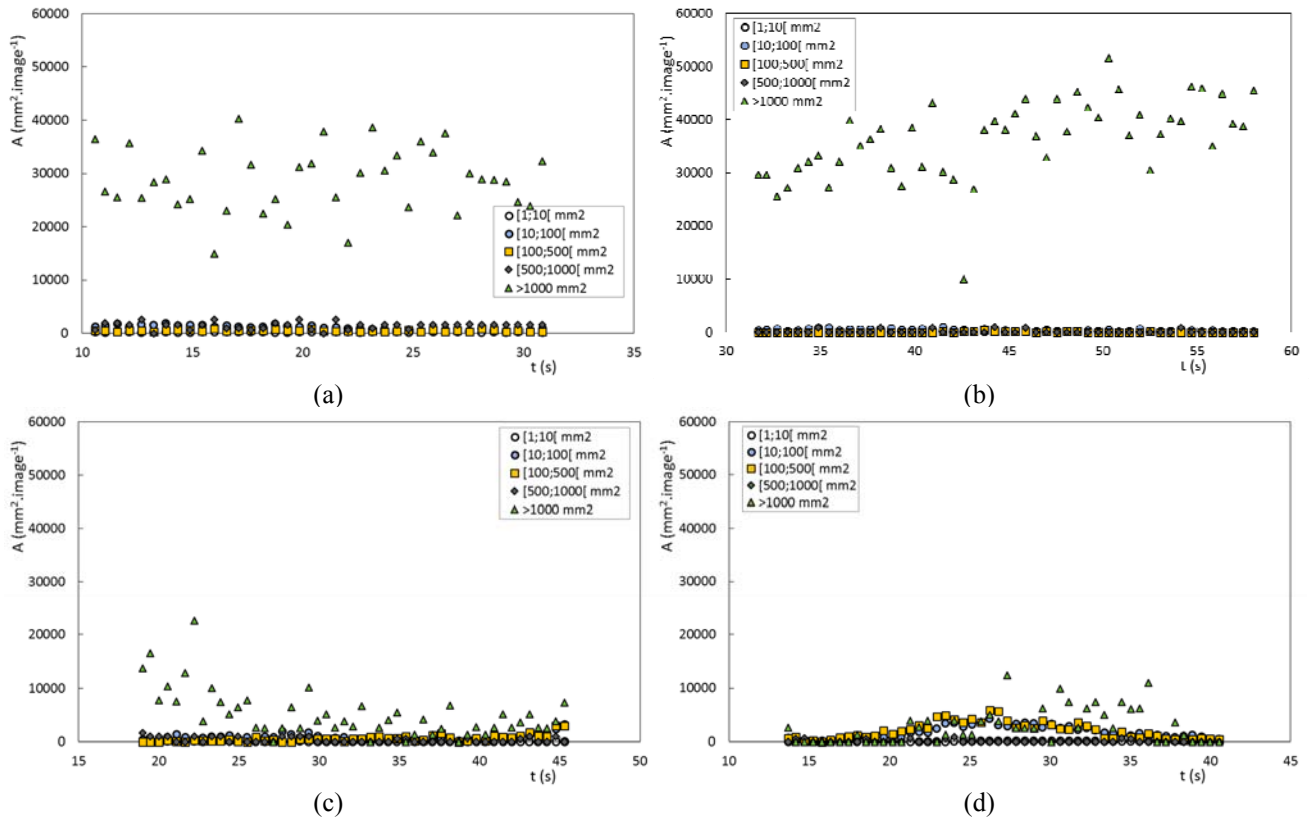 60000
50000
40000
30000
20000
10000
0
A (mm².image⁻¹)
[1;10[ mm2
[10;100[ mm2
[100;500[ mm2
[500;1000[ mm2
>1000 mm2
10 15 20 25 30 35
t (s)
(a)
60000
50000
40000
30000
20000
10000
0
A (mm².image⁻¹)
[1;10[ mm2
[10;100[ mm2
[100;500[ mm2
[500;1000[ mm2
>1000 mm2
30 40 50 60
t (s)
(b)
60000
50000
40000
30000
20000
10000
0
A (mm².image⁻¹)
[1;10[ mm2
[10;100[ mm2
[100;500[ mm2
[500;1000[ mm2
>1000 mm2
15 20 25 30 35 40 45 50
t (s)
(c)
60000
50000
40000
30000
20000
10000
0
A (mm².image⁻¹)
[1;10[ mm2
[10;100[ mm2
[100;500[ mm2
[500;1000[ mm2
>1000 mm2
10 15 20 25 30 35 40 45
t (s)
(d)